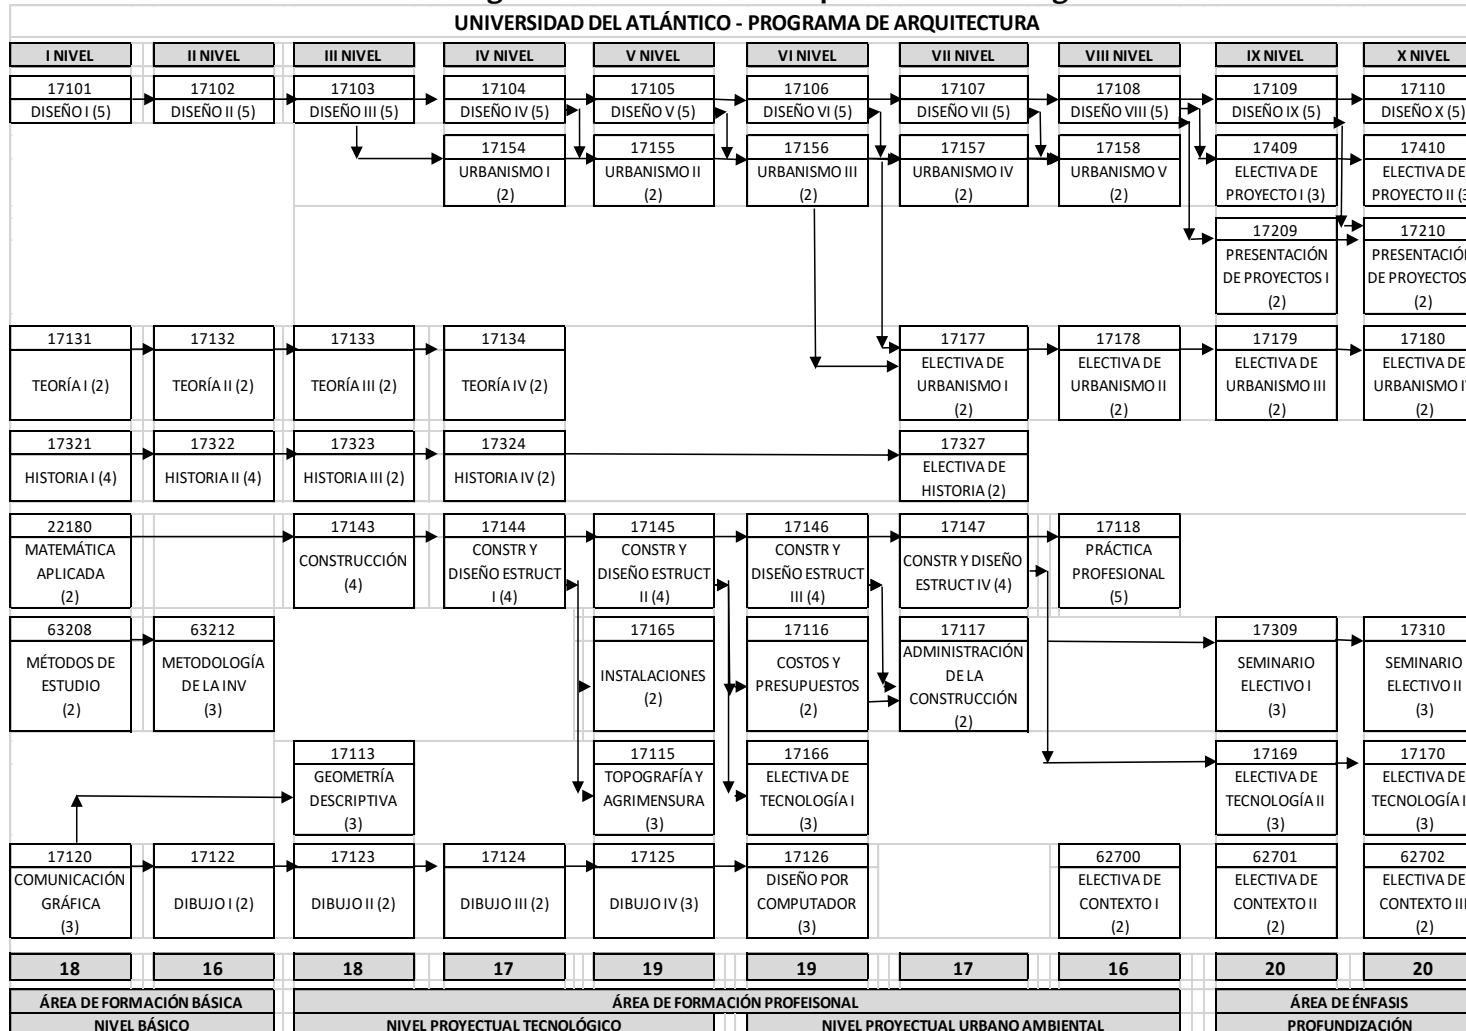 UNIVERSIDAD DEL ATLÁNTICO - PROGRAMA DE ARQUITECTURA
I NIVEL II NIVEL III NIVEL IV NIVEL V NIVEL VI NIVEL VII NIVEL VIII NIVEL IX NIVEL X NIVEL
17101 17102 17103 17104 17105 17106 17107 17108 17109 17110
DISEÑO I (5) DISEÑO II (5) DISEÑO III (5) DISEÑO IV (5) DISEÑO V (5) DISEÑO VI (5) DISEÑO VII (5) DISEÑO VIII (5) DISEÑO IX (5) DISEÑO X (5)
17154 17155 17156 17157 17158 17409 17410
URBANISMO I URBANISMO II URBANISMO III URBANISMO IV URBANISMO V ELECTIVA DE ELECTIVA DE
(2) (2) (2) (2) (2) PROYECTO I (3) PROYECTO II (3
17209 17210
PRESENTACIÓN PRESENTACIÓN
DE PROYECTOS I DE PROYECTOS
(2) (2)
17131 17132 17133 17134 17177 17178 17179 17180
ELECTIVA DE ELECTIVA DE ELECTIVA DE ELECTIVA DE
TEORÍA I (2) TEORÍA II (2) TEORÍA III (2) TEORÍA IV (2) URBANISMO I URBANISMO II URBANISMO III URBANISMO I
(2) (2) (2) (2)
17321 17322 17323 17324 17327
HISTORIA I (4) HISTORIA II (4) HISTORIA III (2) HISTORIA IV (2) ELECTIVA DE
HISTORIA (2)
22180 17143 17144 17145 17146 17147 17118
MATEMÁTICA CONSTR Y CONSTR Y CONSTR Y PRÁCTICA
APLICADA CONSTRUCCIÓN DISEÑO ESTRUCT DISEÑO ESTRUCT DISEÑO ESTRUCT CONSTR Y DISEÑO PROFESIONAL
(2) (4) I (4) II (4) III (4) ESTRUCT IV (4) (5)
63208 63212 17165 17116 17117 17309 17310
MÉTODOS DE METODOLOGÍA COSTOS Y ADMINISTRACIÓN SEMINARIO SEMINARIO
ESTUDIO DE LA INV INSTALACIONES PRESUPUESTOS DE LA ELECTIVO I ELECTIVO II
(2) (3) (2) (2) CONSTRUCCIÓN (3) (3)
(2)
17113 17115 17166 17169 17170
GEOMETRÍA TOPOGRAFÍA Y ELECTIVA DE ELECTIVA DE ELECTIVA DE
DESCRIPTIVA AGRIMENSURA TECNOLOGÍA I TECNOLOGÍA II TECNOLOGÍA I
(3) (3) (3) (3) (3)
17120 17122 17123 17124 17125 17126 62700 62701 62702
COMUNICACIÓN DISEÑO POR ELECTIVA DE ELECTIVA DE ELECTIVA DE
GRÁFICA DIBUJO I (2) DIBUJO II (2) DIBUJO III (2) DIBUJO IV (3) COMPUTADOR CONTEXTO I CONTEXTO II CONTEXTO III
(3) (3) (2) (2) (2)
18 16 18 17 19 19 17 16 20 20
ÁREA DE FORMACIÓN BÁSICA ÁREA DE FORMACIÓN PROFEISONAL ÁREA DE ÉNFASIS
NIVEL BÁSICO NIVEL PROYECTUAL TECNOLÓGICO NIVEL PROYECTUAL URBANO AMBIENTAL PROFUNDIZACIÓN